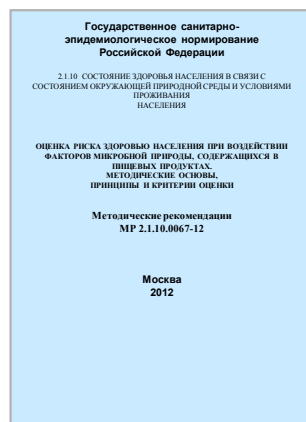 Государственное санитарно-
эпидемиологическое нормирование
Российской Федерации
2.1.10 СОСТОЯНИЕ ЗДОРОВЬЯ НАСЕЛЕНИЯ В СВЯЗИ С
СОСТОЯНИЕМ ОКРУЖАЮЩЕЙ ПРИРОДНОЙ СРЕДЫ И УСЛОВИЯМИ
ПРОЖИВАНИЯ
НАСЕЛЕНИЯ
ОЦЕНКА РИСКА ЗДОРОВЬЮ НАСЕЛЕНИЯ ПРИ ВОЗДЕЙСТВИИ
ФАКТОРОВ МИКРОБНОЙ ПРИРОДЫ, СОДЕРЖАЩИХСЯ В
ПИЩЕВЫХ ПРОДУКТАХ.
МЕТОДИЧЕСКИЕ ОСНОВЫ,
ПРИНЦИПЫ И КРИТЕРИИ ОЦЕНКИ
Методические рекомендации
МР 2.1.10.0067-12
Москва
2012